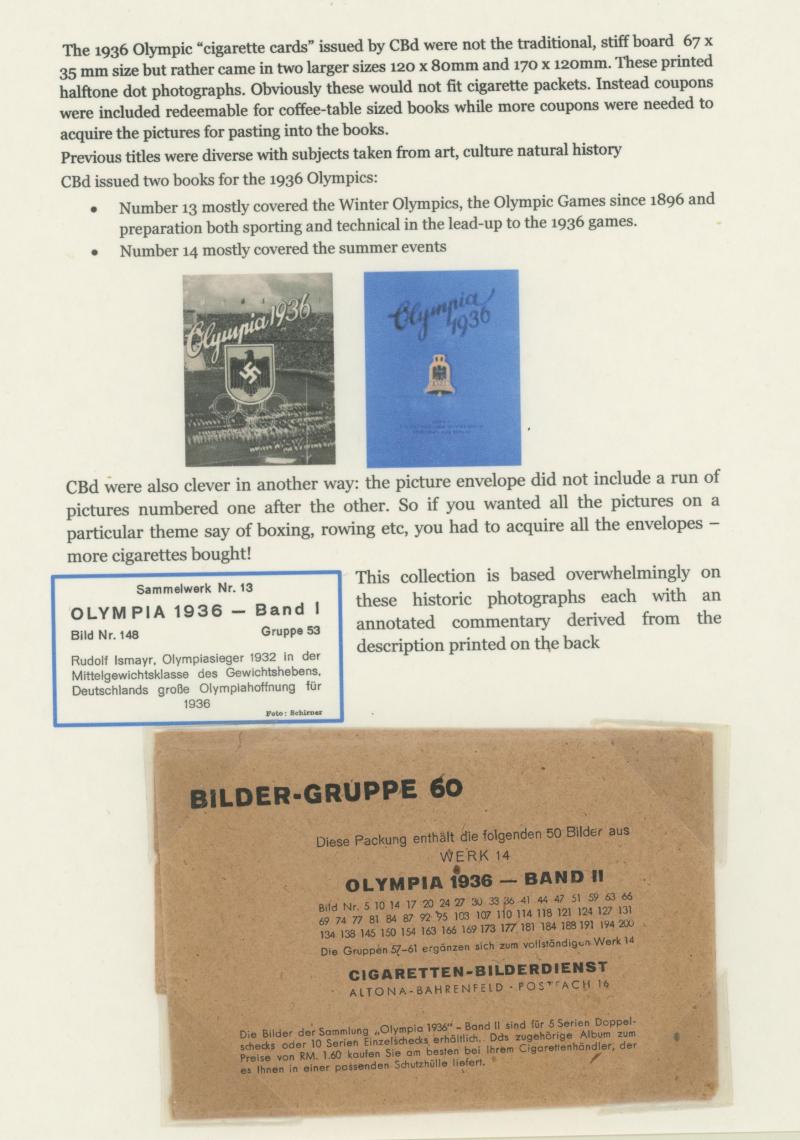 The 1936 Olympic “cigarette cards” issued by CBd were not the traditional, stiff board 67 x
35 mm size but rather came in two larger sizes 120 x 80mm and 170 x 120mm. These printed
halftone dot photographs. Obviously these would not fit cigarette packets. Instead coupons
were included redeemable for coffee-table sized books while more coupons were needed to
acquire the pictures for pasting into the books.
Previous titles were diverse with subjects taken from art, culture natural history
CBd issued two books for the 1936 Olympics:
• Number 13 mostly covered the Winter Olympics, the Olympic Games since 1896 and
preparation both sporting and technical in the lead-up to the 1936 games.
• Number 14 mostly covered the summer events
Olympia 1936
Olympia
1936
CBd were also clever in another way: the picture envelope did not include a run of
pictures numbered one after the other. So if you wanted all the pictures on a
particular theme say of boxing, rowing etc, you had to acquire all the envelopes –
more cigarettes bought!
Sammelwerk Nr. 13
OLYMPIA 1936 — Band I
Bild Nr. 148 Gruppe 53
Rudolf Ismayr, Olympiasieger 1932 in der
Mittelgewichtsklasse des Gewichtshebens,
Deutschlands große Olympiahoffnung für
1936
Foto: Schirner
This collection is based overwhelmingly on
these historic photographs each with an
annotated commentary derived from the
description printed on the back
BILDER-GRUPPE 60
Diese Packung enthält die folgenden 50 Bilder aus
WERK 14
OLYMPIA 1936 — BAND II
Bild Nr. 5 10 14 17 20 24 27 30 33 36 41 44 47 51 59 63 66
69 74 77 81 84 87 92 95 103 107 110 114 118 121 124 127 131
134 138 145 150 154 163 166 169 173 177 181 184 188 191 194 200
Die Gruppen 57-61 ergänzen sich zum vollständigen Werk 14
CIGARETTEN-BILDERDIENST
ALTONA-BAHRENFELD · POSTFACH 16
Die Bilder der Sammlung „Olympia 1936“ – Band II sind für 5 Serien Doppel-
schecks oder 10 Serien Einzelschecks erhältlich. Das zugehörige Album zum
Preise von RM. 1.60 kaufen Sie am besten bei Ihrem Cigarettenhändler, der
es Ihnen in einer passenden Schutzhülle liefert.